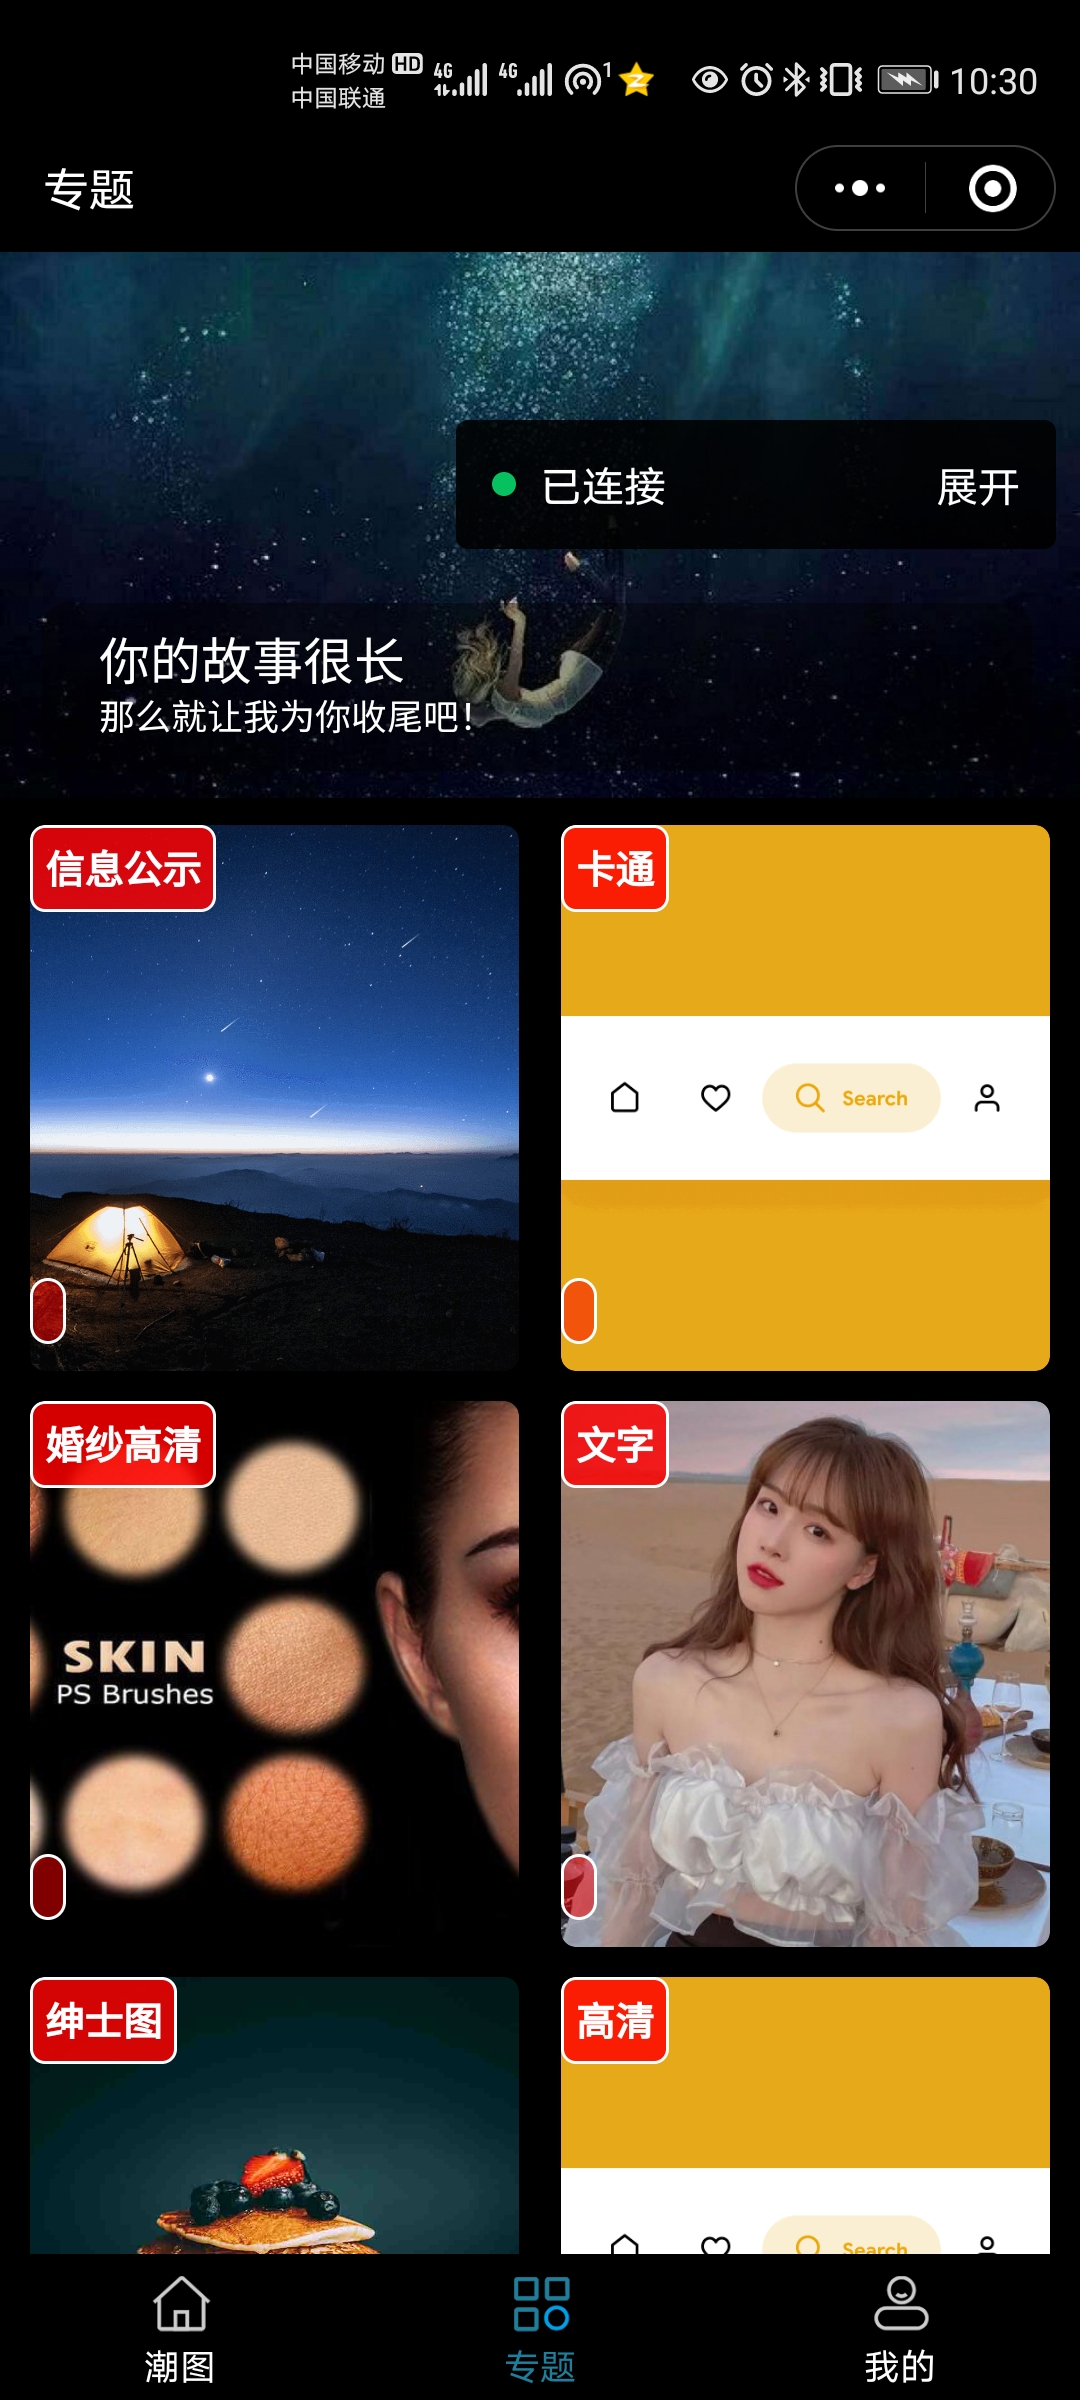 中国移动 HD 4G 4G 1 10:30
中国联通
专题
已连接 展开
你的故事很长
那么就让我为你收尾吧!
信息公示
卡通
Search
婚纱高清
文字
SKIN
PS Brushes
绅士图
高清
Search
潮图 专题 我的